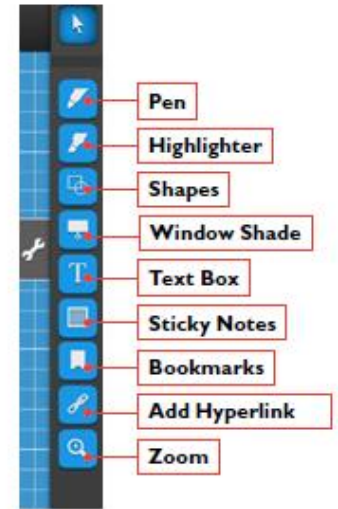 Pen
Highlighter
Shapes
Window Shade
T
Text Box
Sticky Notes
Bookmarks
Add Hyperlink
Zoom